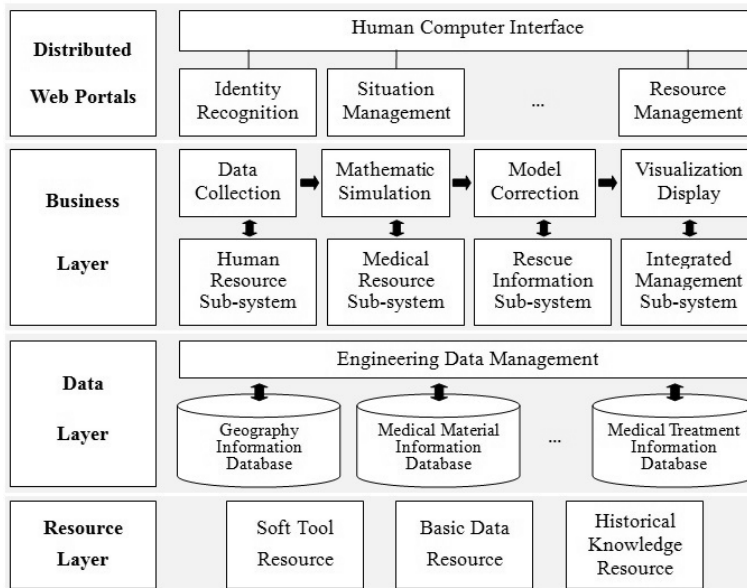 Human Computer Interface
Distributed
Web Portals
Identity
Recognition
Situation
Management
...
Resource
Management
Business
Layer
Data
Collection
Mathematic
Simulation
Model
Correction
Visualization
Display
Human
Resource
Sub-system
Medical
Resource
Sub-system
Rescue
Information
Sub-system
Integrated
Management
Sub-system
Data
Layer
Engineering Data Management
Geography
Information
Database
Medical Material
Information
Database
...
Medical Treatment
Information
Database
Resource
Layer
Soft Tool
Resource
Basic Data
Resource
Historical
Knowledge
Resource